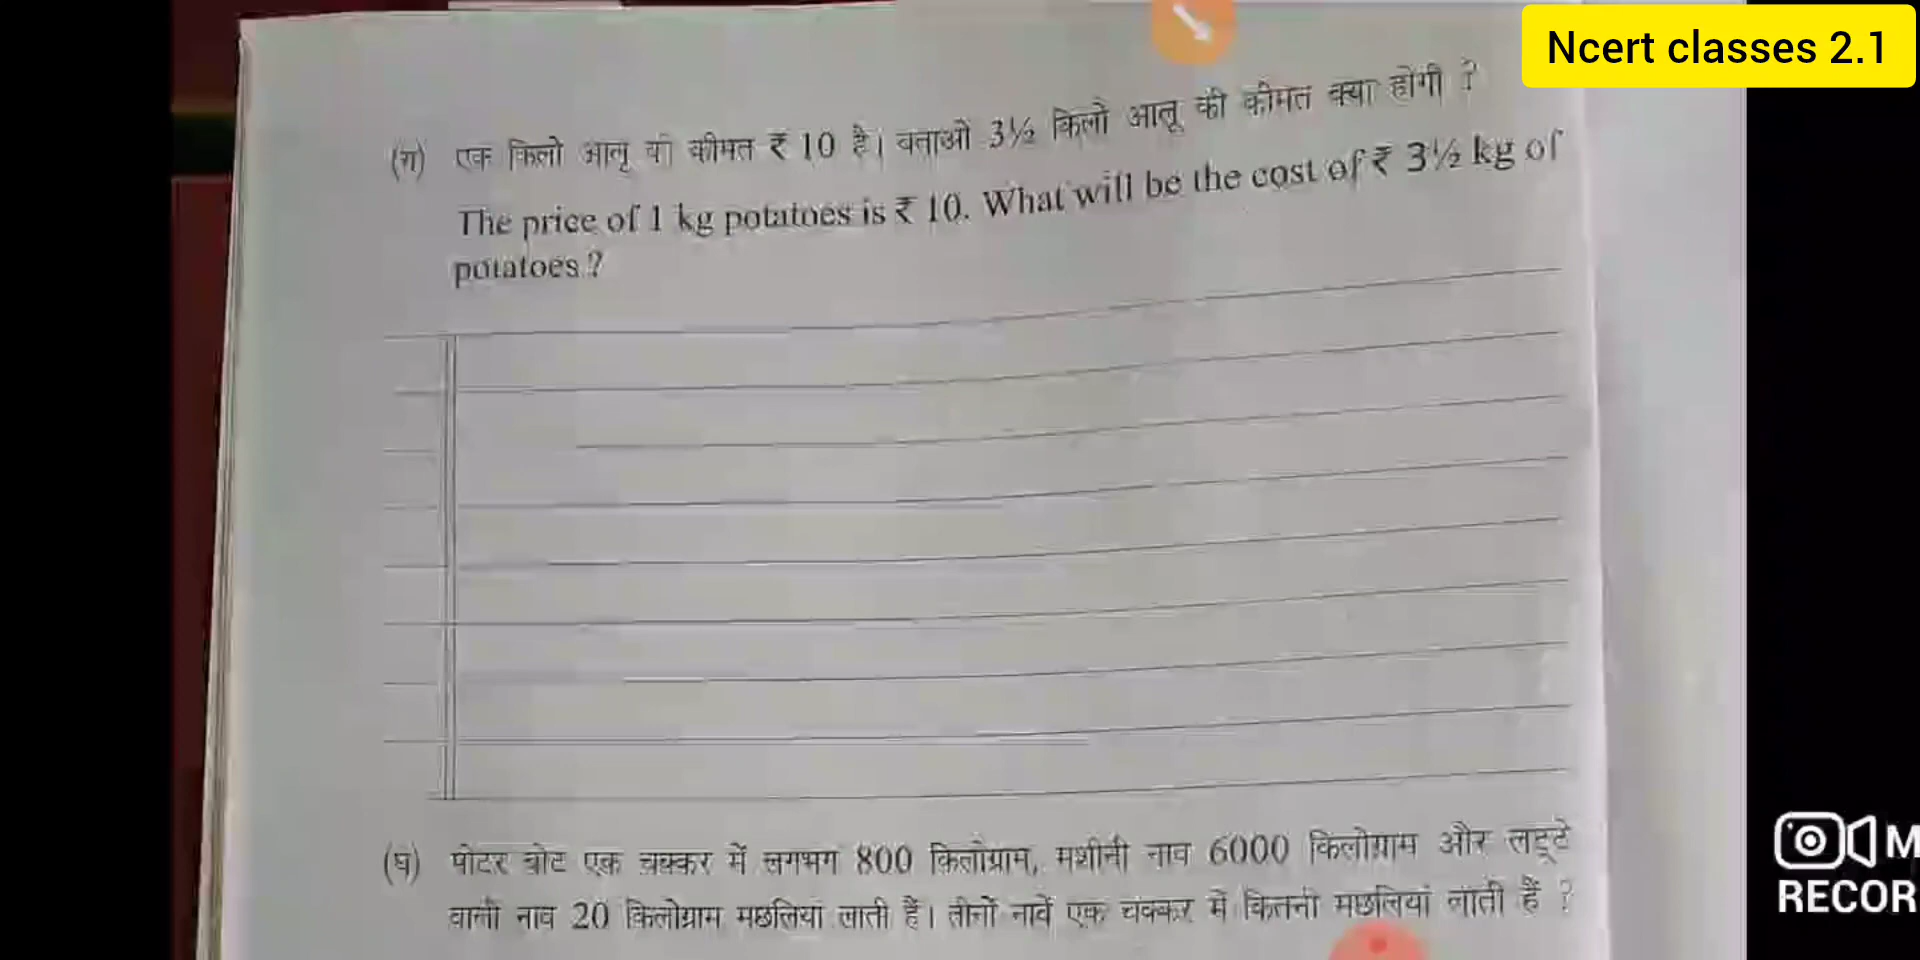 Ncert classes 2.1
(ग) एक किलो आलू की कीमत ₹ 10 है। बताओ 3½ किलो आलू की कीमत क्या होगी ?
The price of 1 kg potatoes is ₹ 10. What will be the cost of ₹ 3½ kg of
potatoes ?
(घ) पोटर बोट एक चक्कर में लगभग 800 किलोग्राम, मशीनी नाव 6000 किलोग्राम और लट्ठे
वाली नाव 20 किलोग्राम मछलियां लाती हैं। तीनों नावें एक चक्कर में कितनी मछलियां लाती हैं ?
M
RECOR